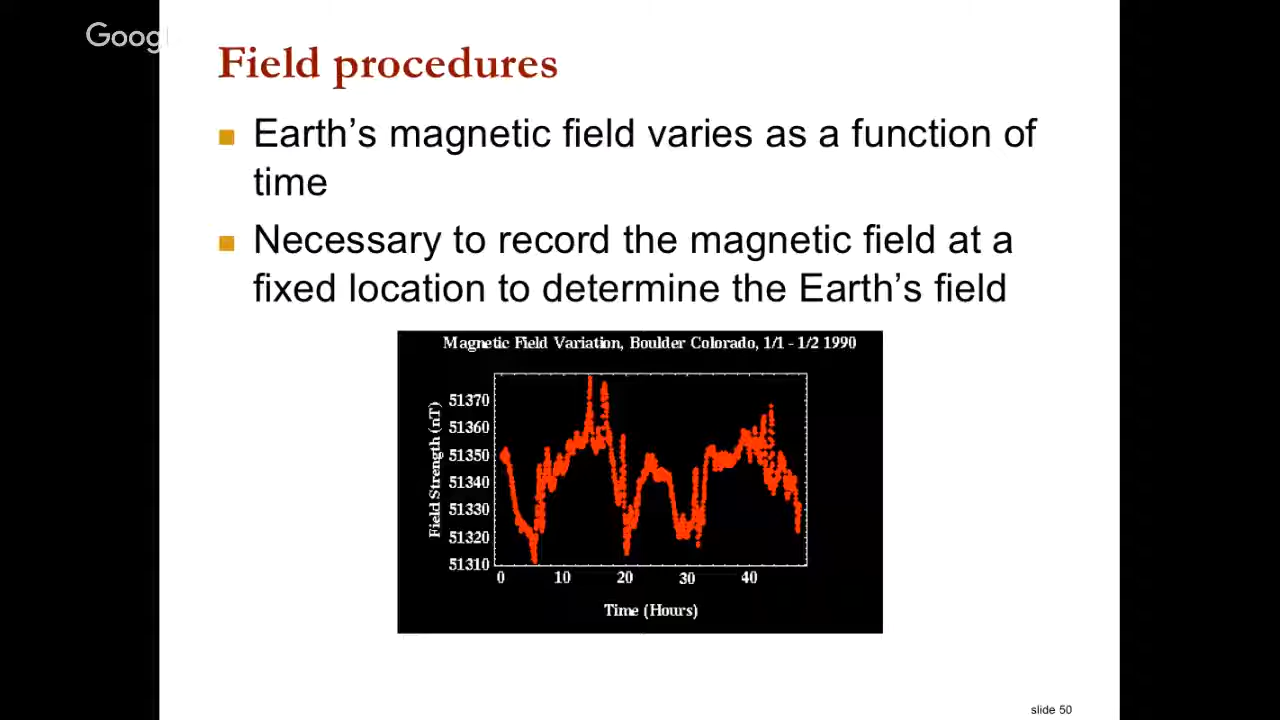 Googl
Field procedures
Earth's magnetic field varies as a function of
time
Necessary to record the magnetic field at a
fixed location to determine the Earth's field
Magnetic Field Variation, Boulder Colorado, 1/1 - 1/2 1990
Field Strength (nT)
51370
51360
51350
51340
51330
51320
51310
0 10 20 30 40
Time (Hours)
slide 50